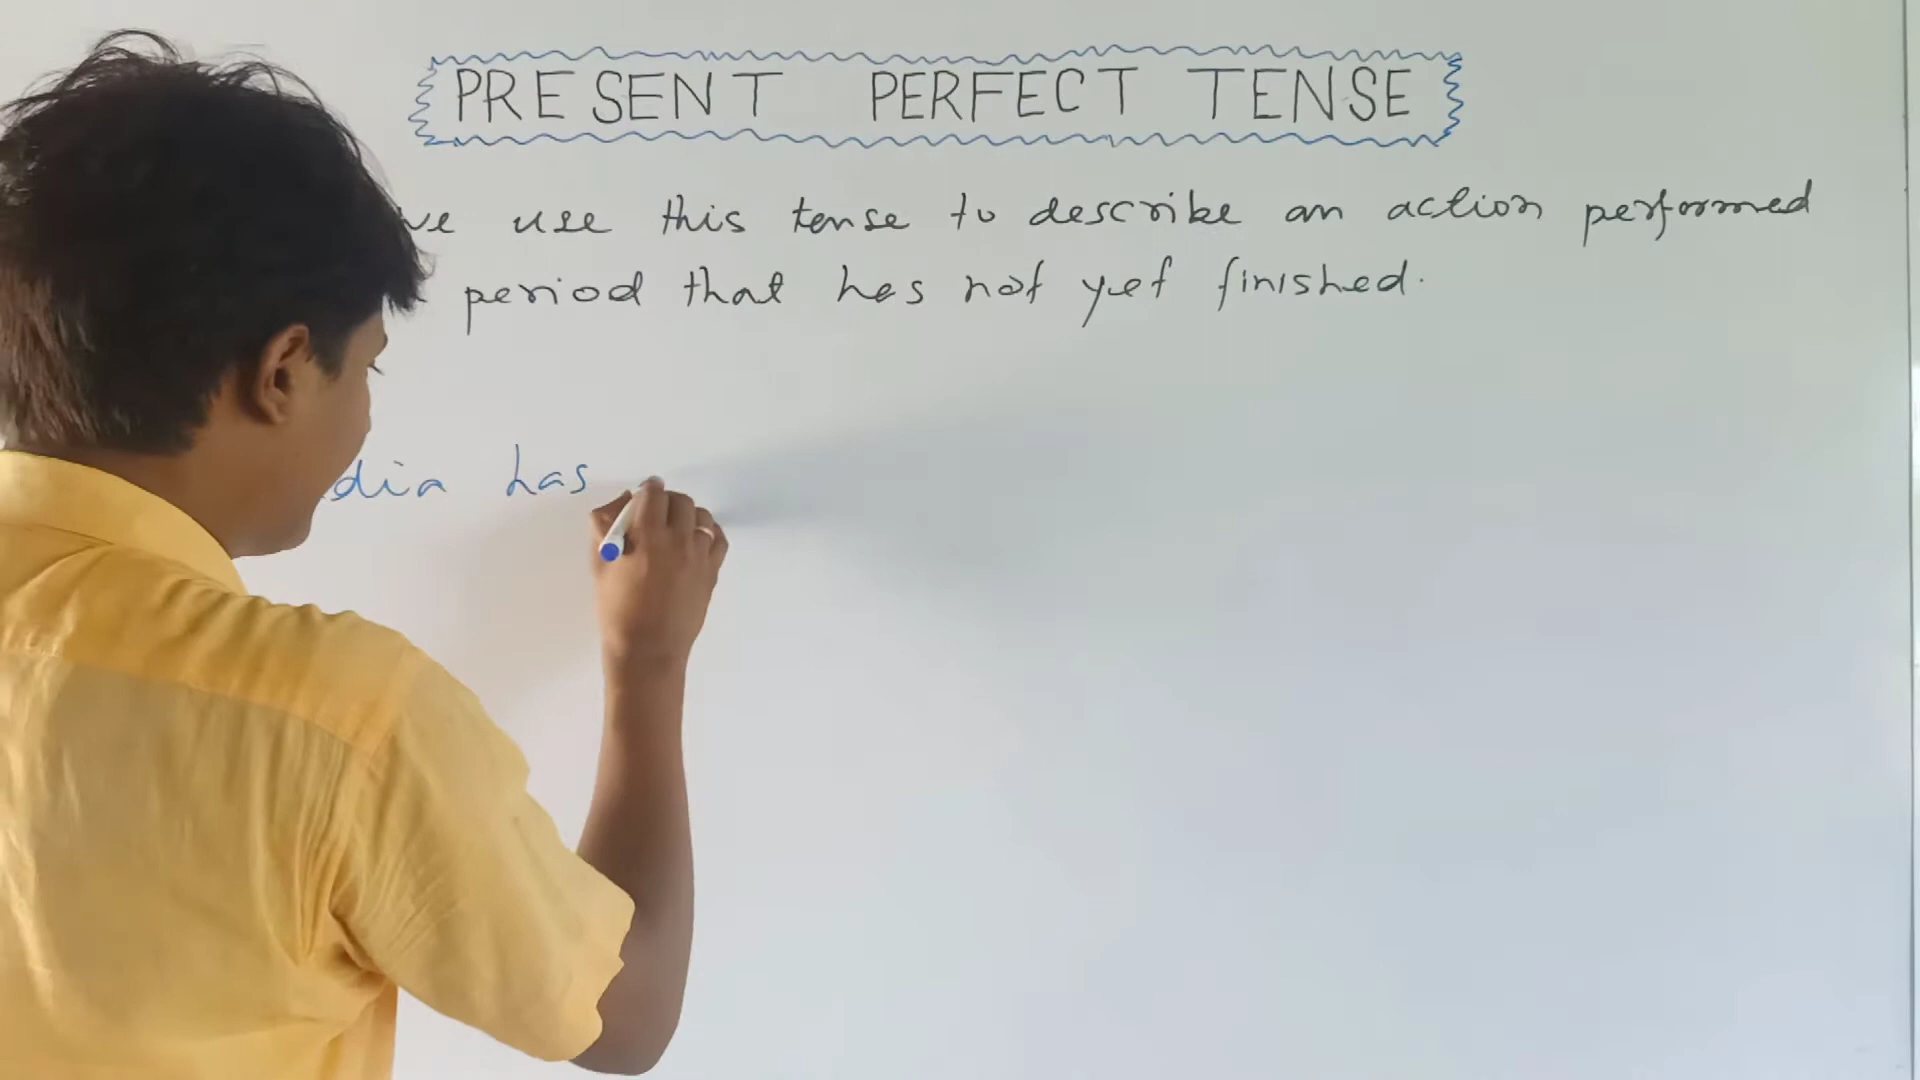 PRESENT PERFECT TENSE
use this tense to describe an action performed
period that has not yet finished.
has